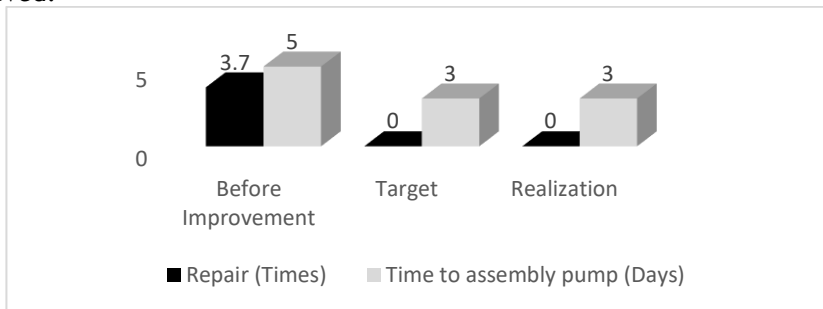 5
3.7
5
3
3
0
0
0
Before
Improvement
Target
Realization
Repair (Times)
Time to assembly pump (Days)